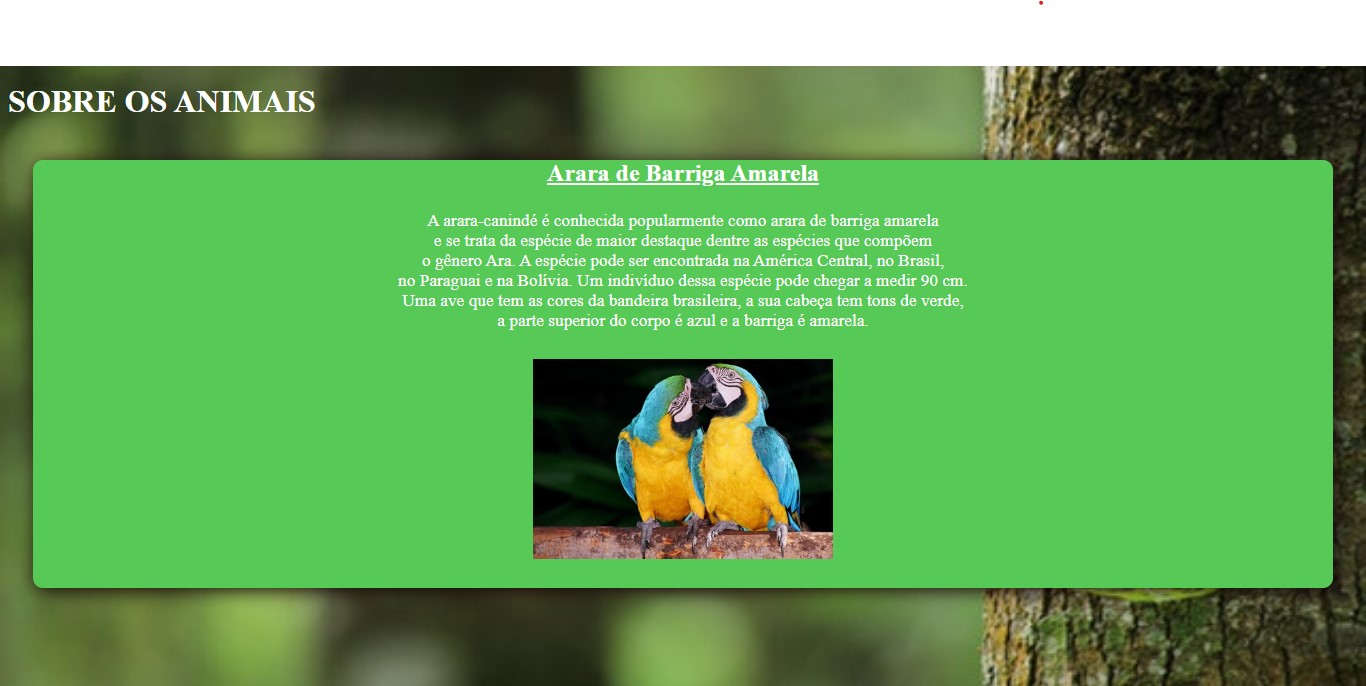 SOBRE OS ANIMAIS
Arara de Barriga Amarela
A arara-canindé é conhecida popularmente como arara de barriga amarela
e se trata da espécie de maior destaque dentre as espécies que compõem
o gênero Ara. A espécie pode ser encontrada na América Central, no Brasil,
no Paraguai e na Bolívia. Um indivíduo dessa espécie pode chegar a medir 90 cm.
Uma ave que tem as cores da bandeira brasileira, a sua cabeça tem tons de verde,
a parte superior do corpo é azul e a barriga é amarela.